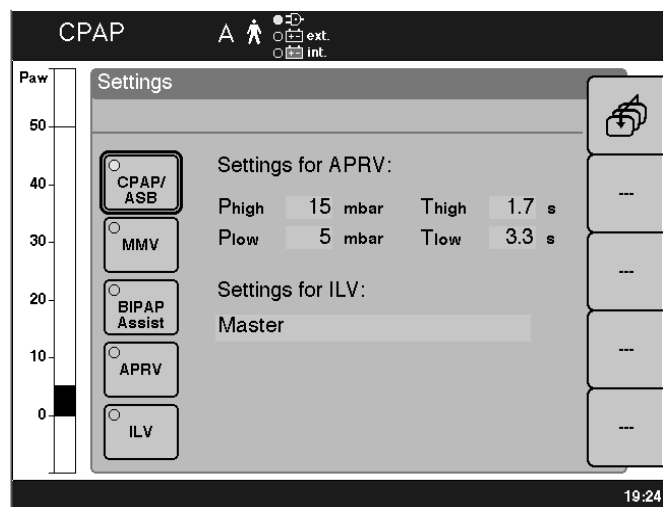 CPAP
A
ext.
int.
Paw
50
40
30
20
10
0
Settings
CPAP/
ASB
MMV
BIPAP
Assist
APRV
ILV
Settings for APRV:
Phigh 15 mbar Thigh 1.7 s
Plow 5 mbar Tlow 3.3 s
Settings for ILV:
Master
---
---
---
---
19:24